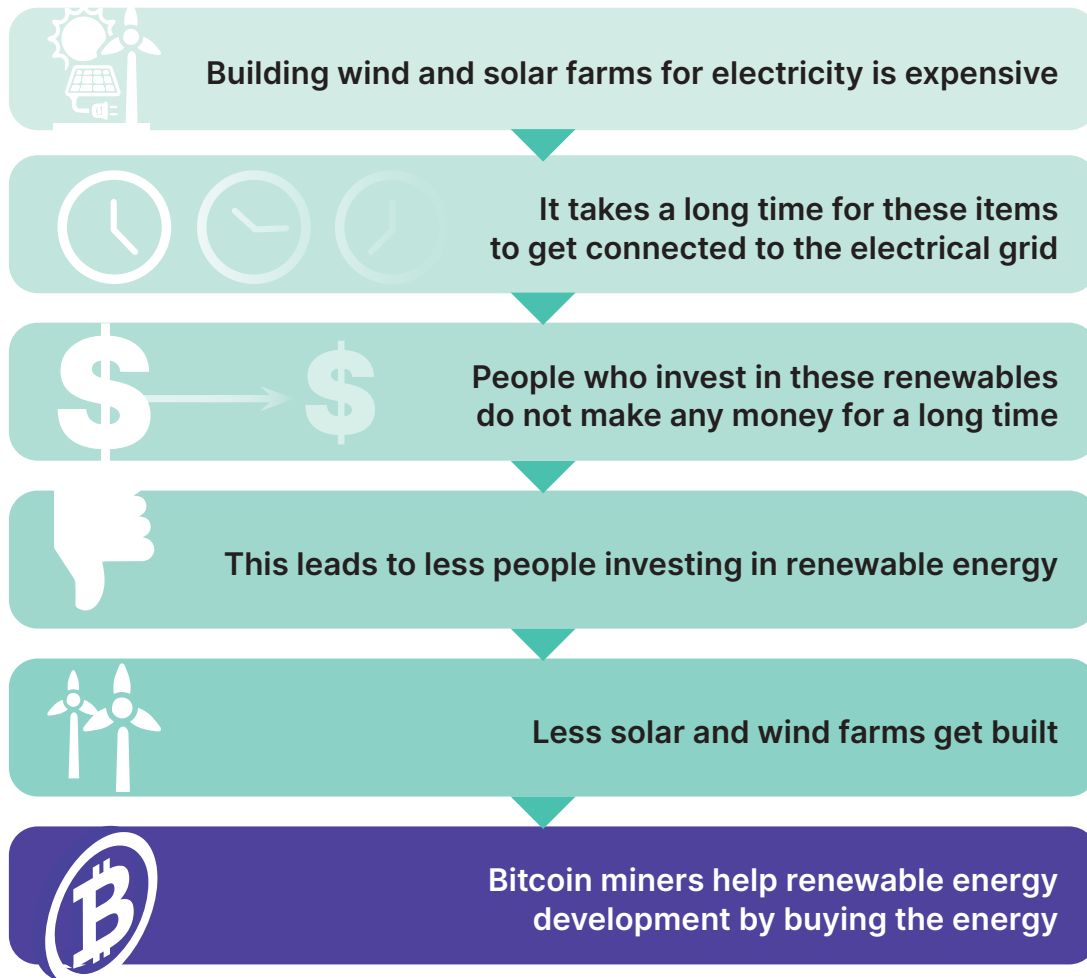 Building wind and solar farms for electricity is expensive
It takes a long time for these items
to get connected to the electrical grid
People who invest in these renewables
do not make any money for a long time
This leads to less people investing in renewable energy
Less solar and wind farms get built
Bitcoin miners help renewable energy
development by buying the energy